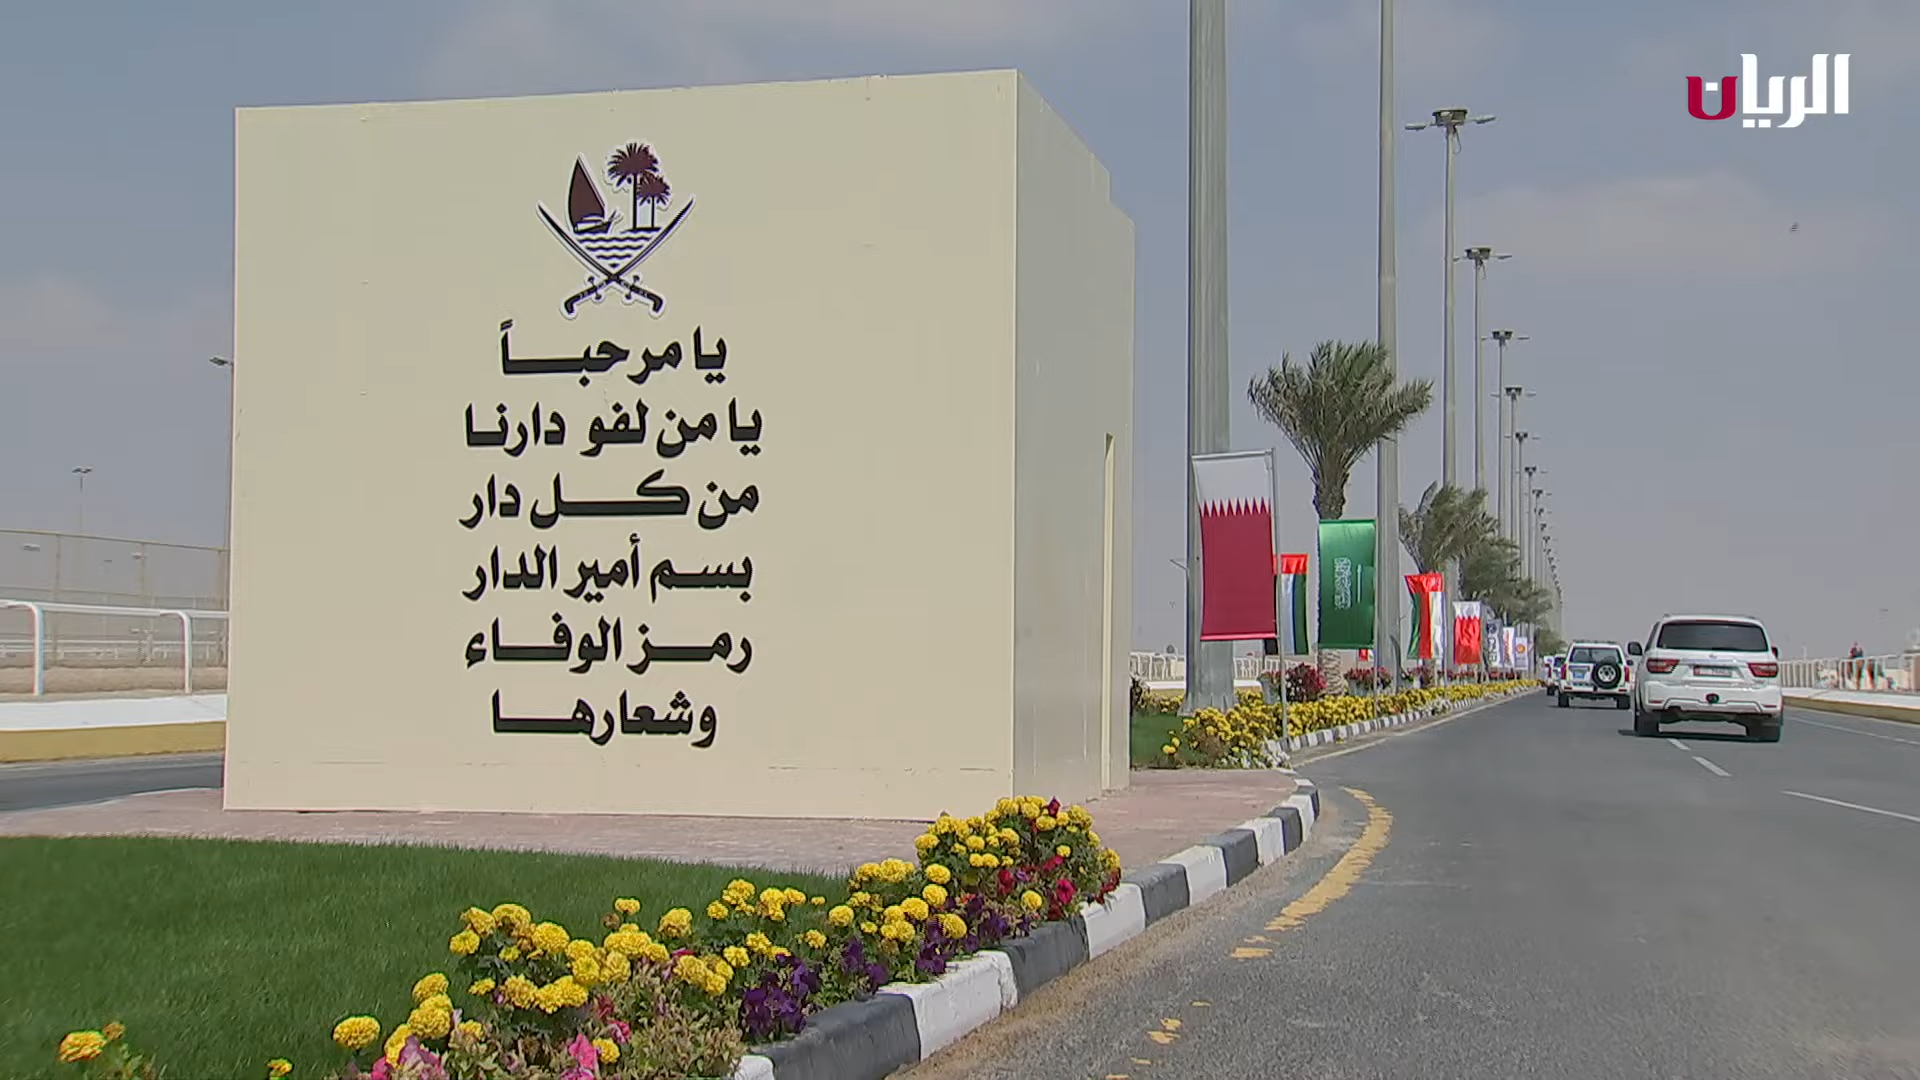 الريان
يا مرحباً
يا من لفو دارنا
من كل دار
بسم أمير الدار
رمز الوفاء
وشعارها